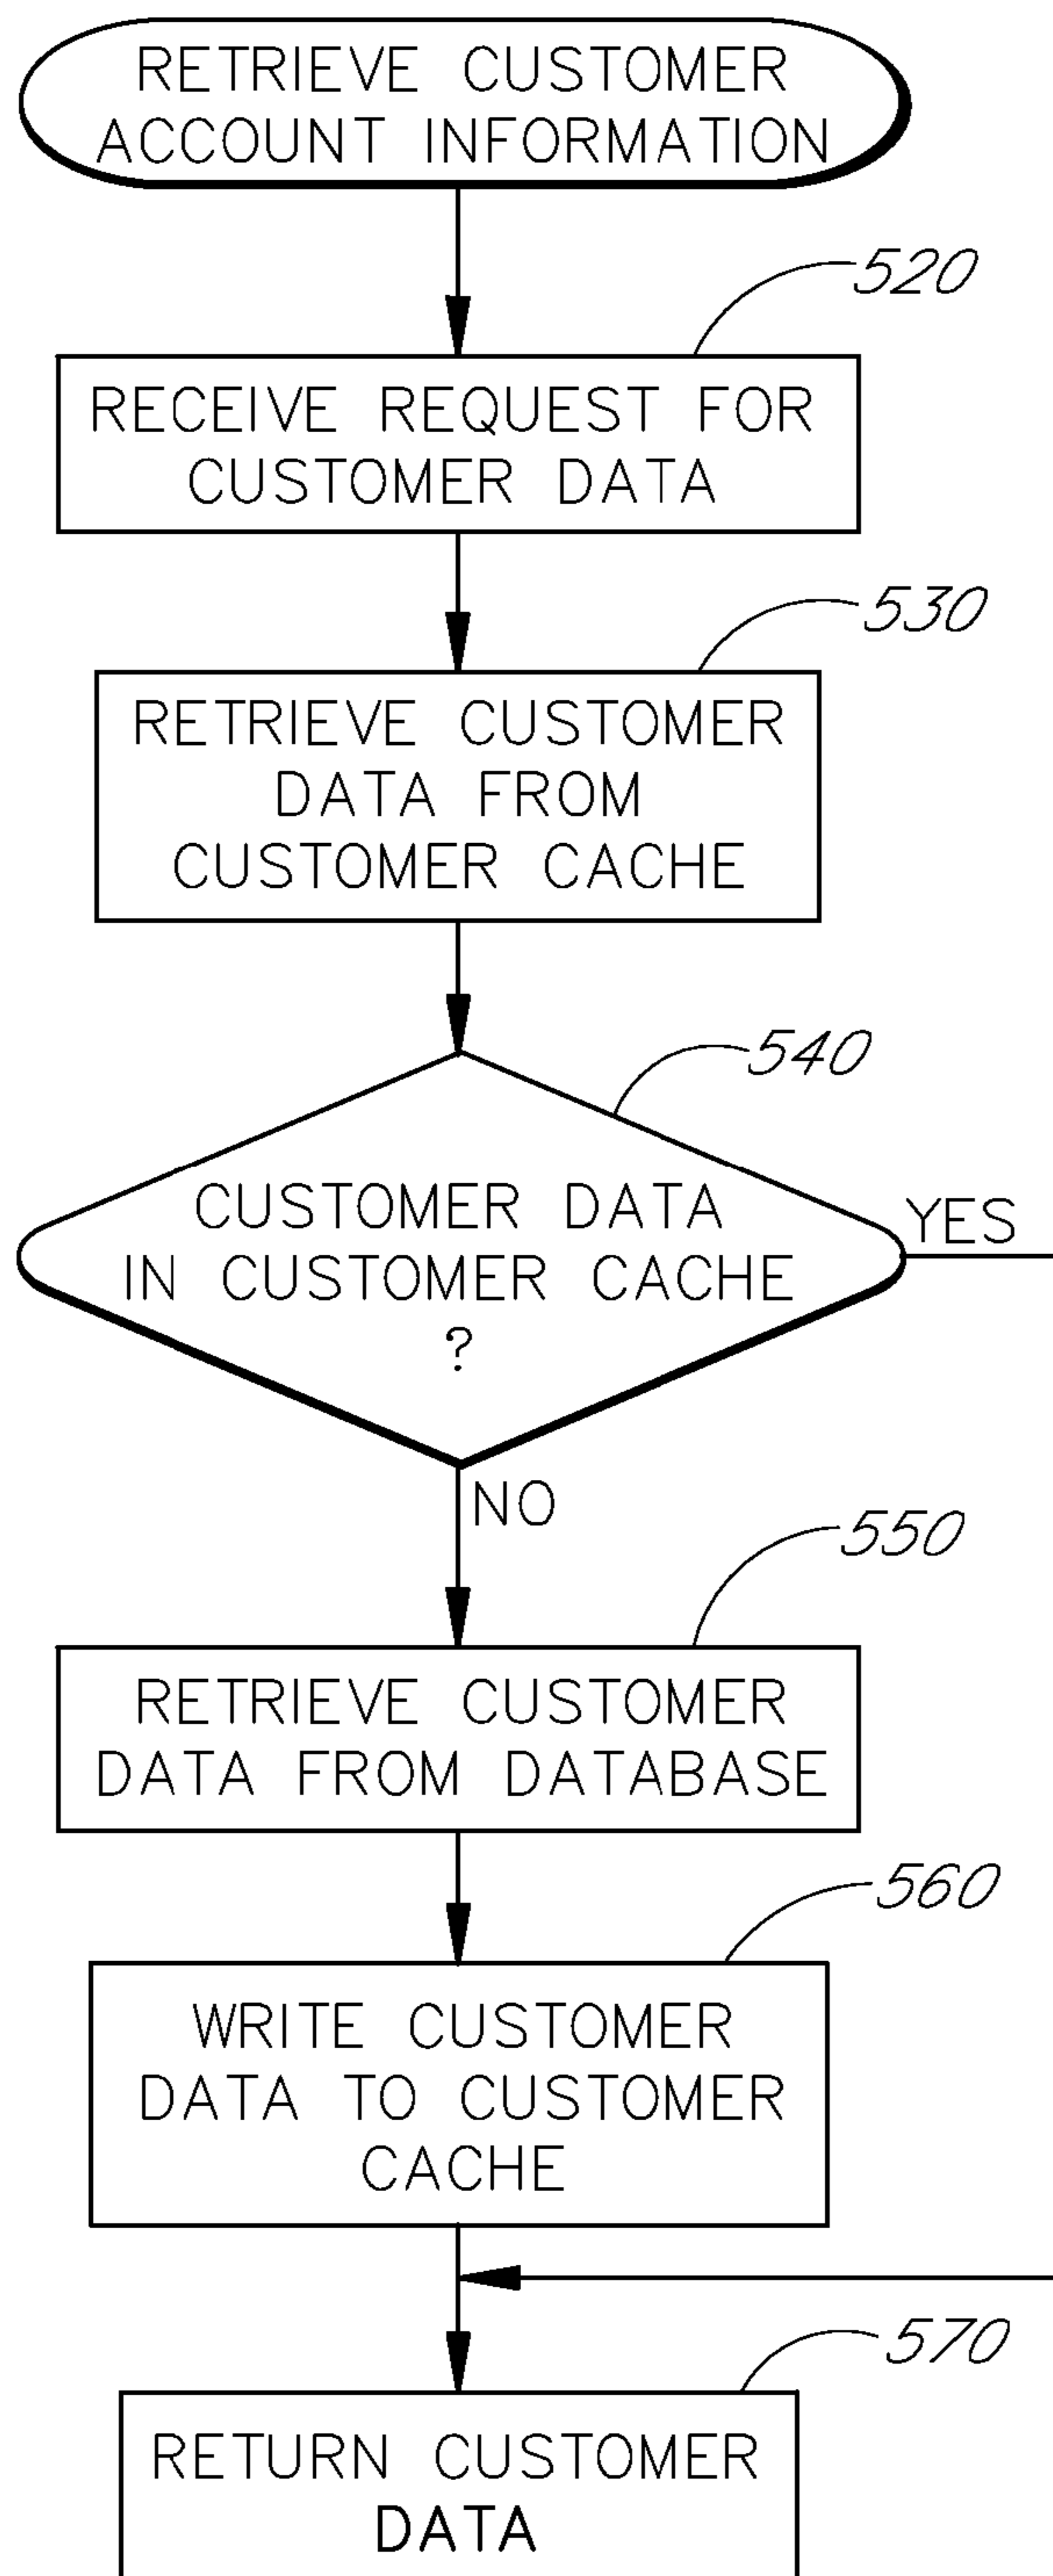 RETRIEVE CUSTOMER
ACCOUNT INFORMATION
520
RECEIVE REQUEST FOR
CUSTOMER DATA
530
RETRIEVE CUSTOMER
DATA FROM
CUSTOMER CACHE
540
CUSTOMER DATA
IN CUSTOMER CACHE
?
YES
NO
550
RETRIEVE CUSTOMER
DATA FROM DATABASE
560
WRITE CUSTOMER
DATA TO CUSTOMER
CACHE
570
RETURN CUSTOMER
DATA